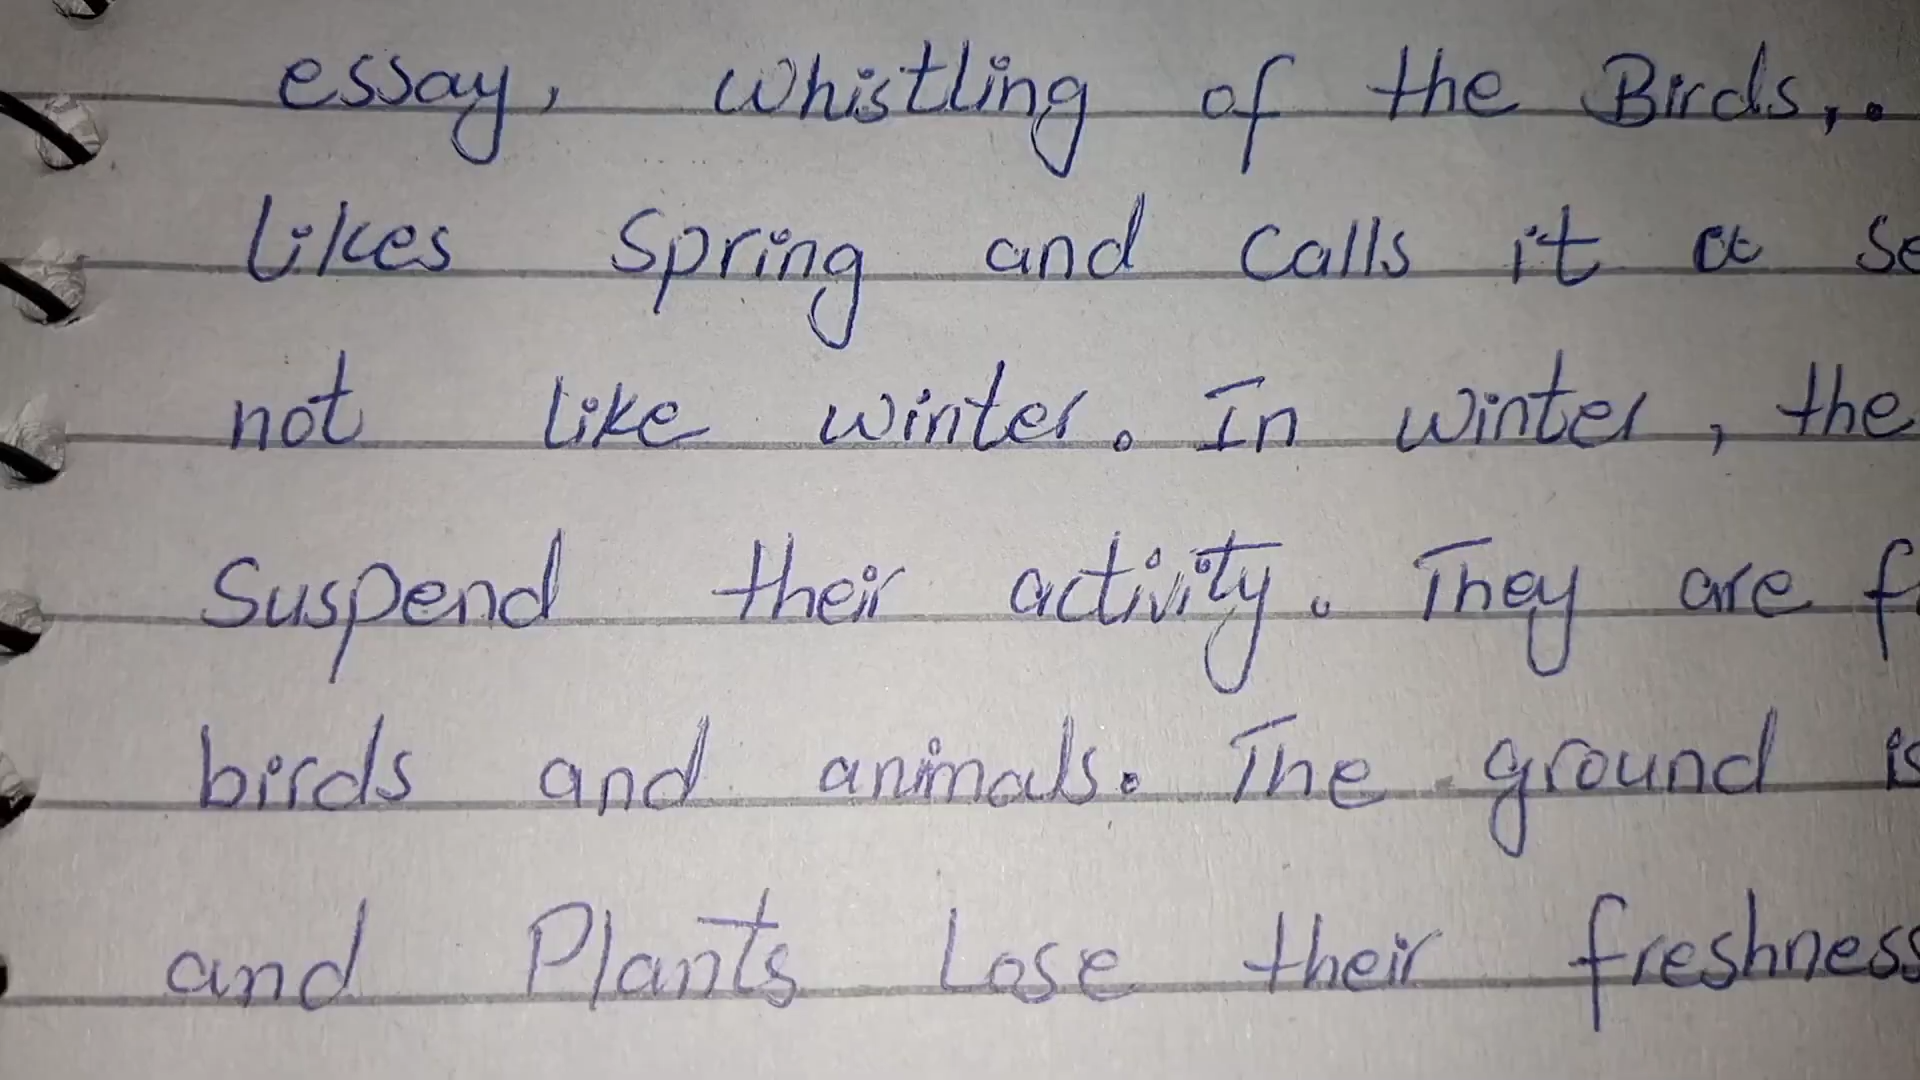 essay, whistling of the Birds,.
Likes Spring and Calls it a
not like winter. In winter, the
Suspend their activity. They are
birds and animals. The ground is
and Plants Lose their freshness